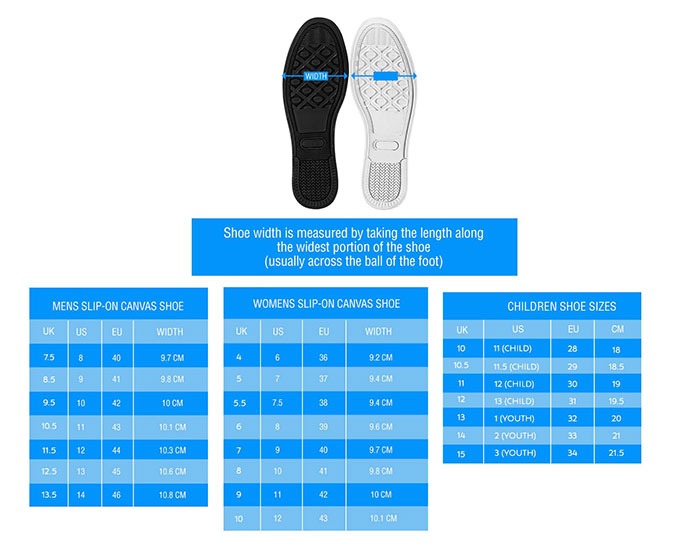 WIDTH
Shoe width is measured by taking the length along
the widest portion of the shoe
(usually across the ball of the foot)
MENS SLIP-ON CANVAS SHOE
UK US EU WIDTH
7.5 8 40 9.7 CM
8.5 9 41 9.8 CM
9.5 10 42 10 CM
10.5 11 43 10.1 CM
11.5 12 44 10.3 CM
12.5 13 45 10.6 CM
13.5 14 46 10.8 CM
WOMENS SLIP-ON CANVAS SHOE
UK US EU WIDTH
4 6 36 9.2 CM
5 7 37 9.4 CM
5.5 7.5 38 9.4 CM
6 8 39 9.6 CM
7 9 40 9.7 CM
8 10 41 9.8 CM
9 11 42 10 CM
10 12 43 10.1 CM
CHILDREN SHOE SIZES
UK US EU CM
10 11 (CHILD) 28 18
10.5 11.5 (CHILD) 29 18.5
11 12 (CHILD) 30 19
12 13 (CHILD) 31 19.5
13 1 (YOUTH) 32 20
14 2 (YOUTH) 33 21
15 3 (YOUTH) 34 21.5